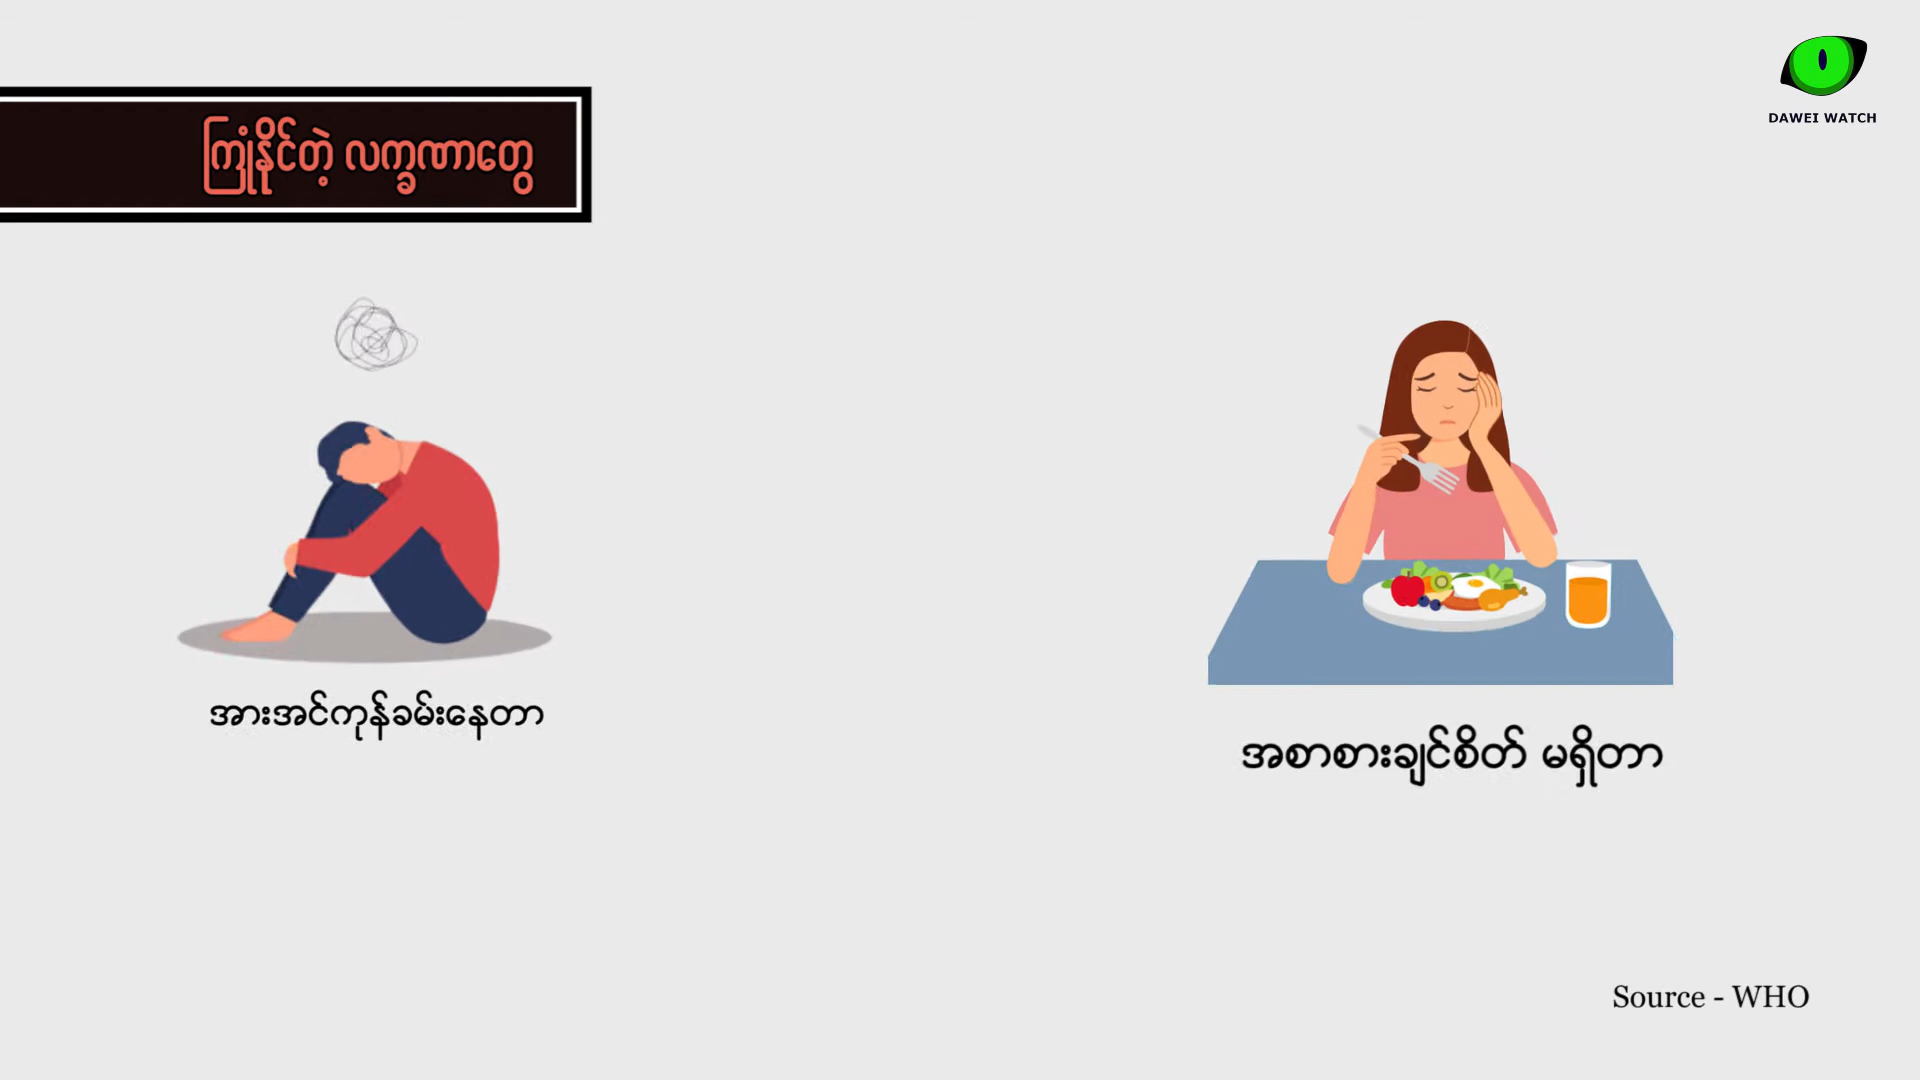 DAWEI WATCH
ကြုံနိုင်တဲ့ လက္ခဏာတွေ
အားအင်ကုန်ခမ်းနေတာ
အစာစားချင်စိတ် မရှိတာ
Source - WHO